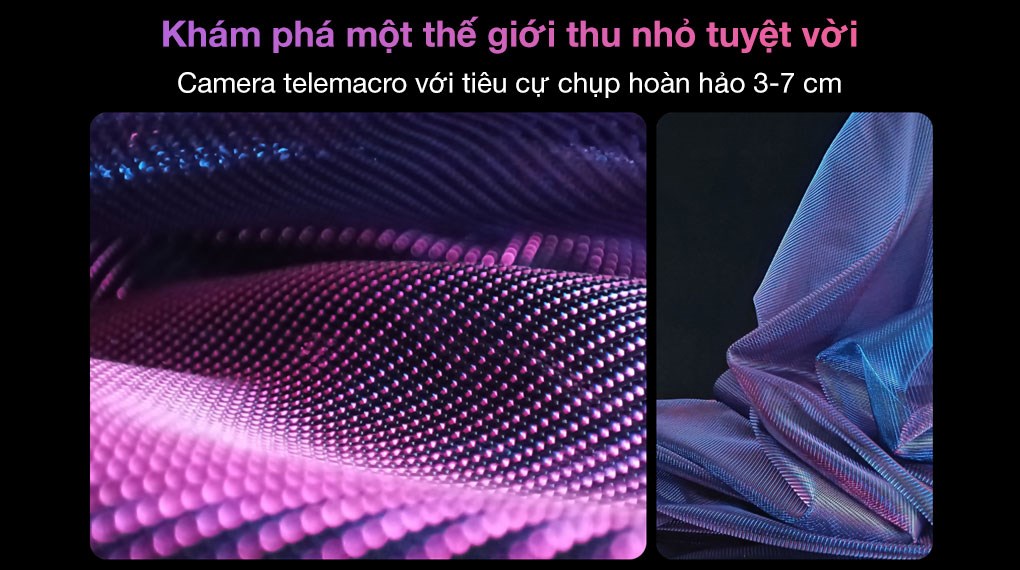 Khám phá một thế giới thu nhỏ tuyệt vời
Camera telemacro với tiêu cự chụp hoàn hảo 3-7 cm